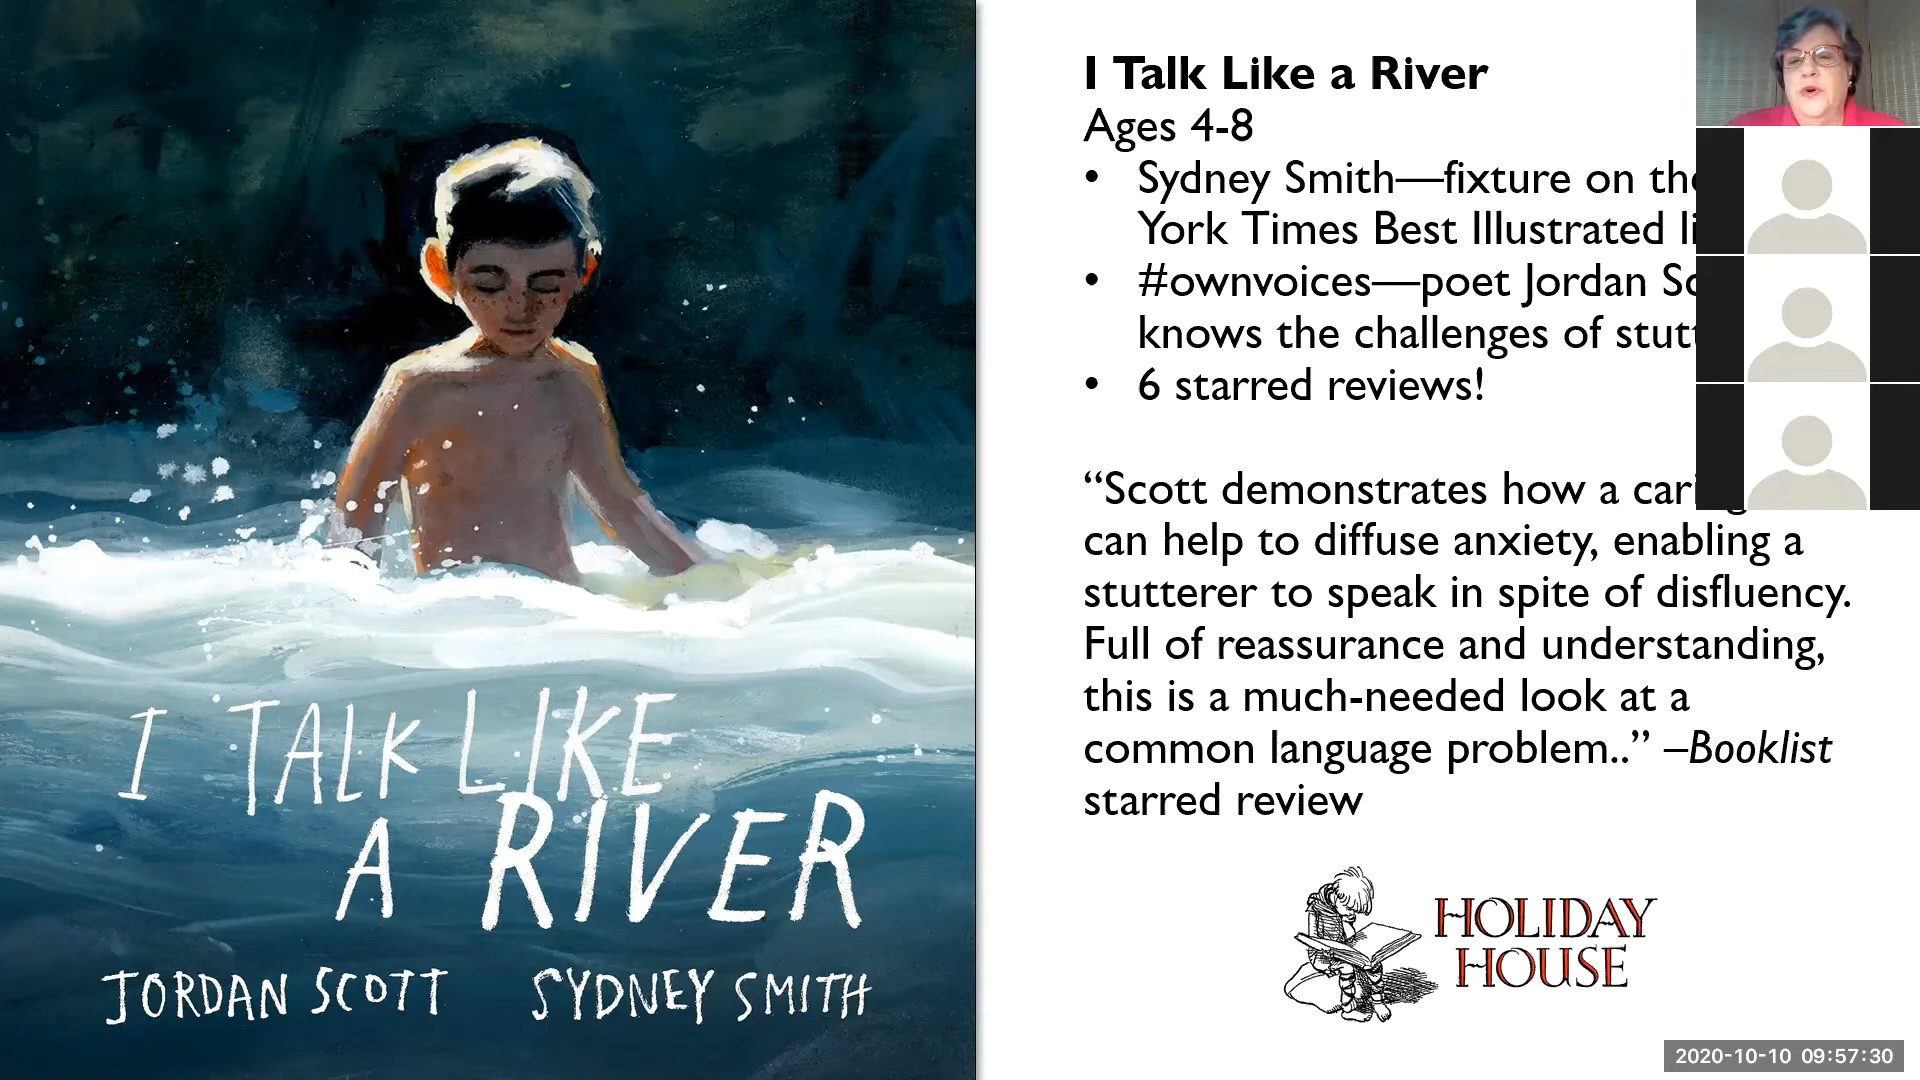 I TALK LIKE
A RIVER
JORDAN SCOTT SYDNEY SMITH
I Talk Like a River
Ages 4-8
• Sydney Smith—fixture on the
York Times Best Illustrated
• #ownvoices—poet Jordan
knows the challenges of
• 6 starred reviews!
“Scott demonstrates how a
can help to diffuse anxiety, enabling a
stutterer to speak in spite of disfluency.
Full of reassurance and understanding,
this is a much-needed look at a
common language problem..” –Booklist
starred review
HOLIDAY
HOUSE
2020-10-10 09:57:30